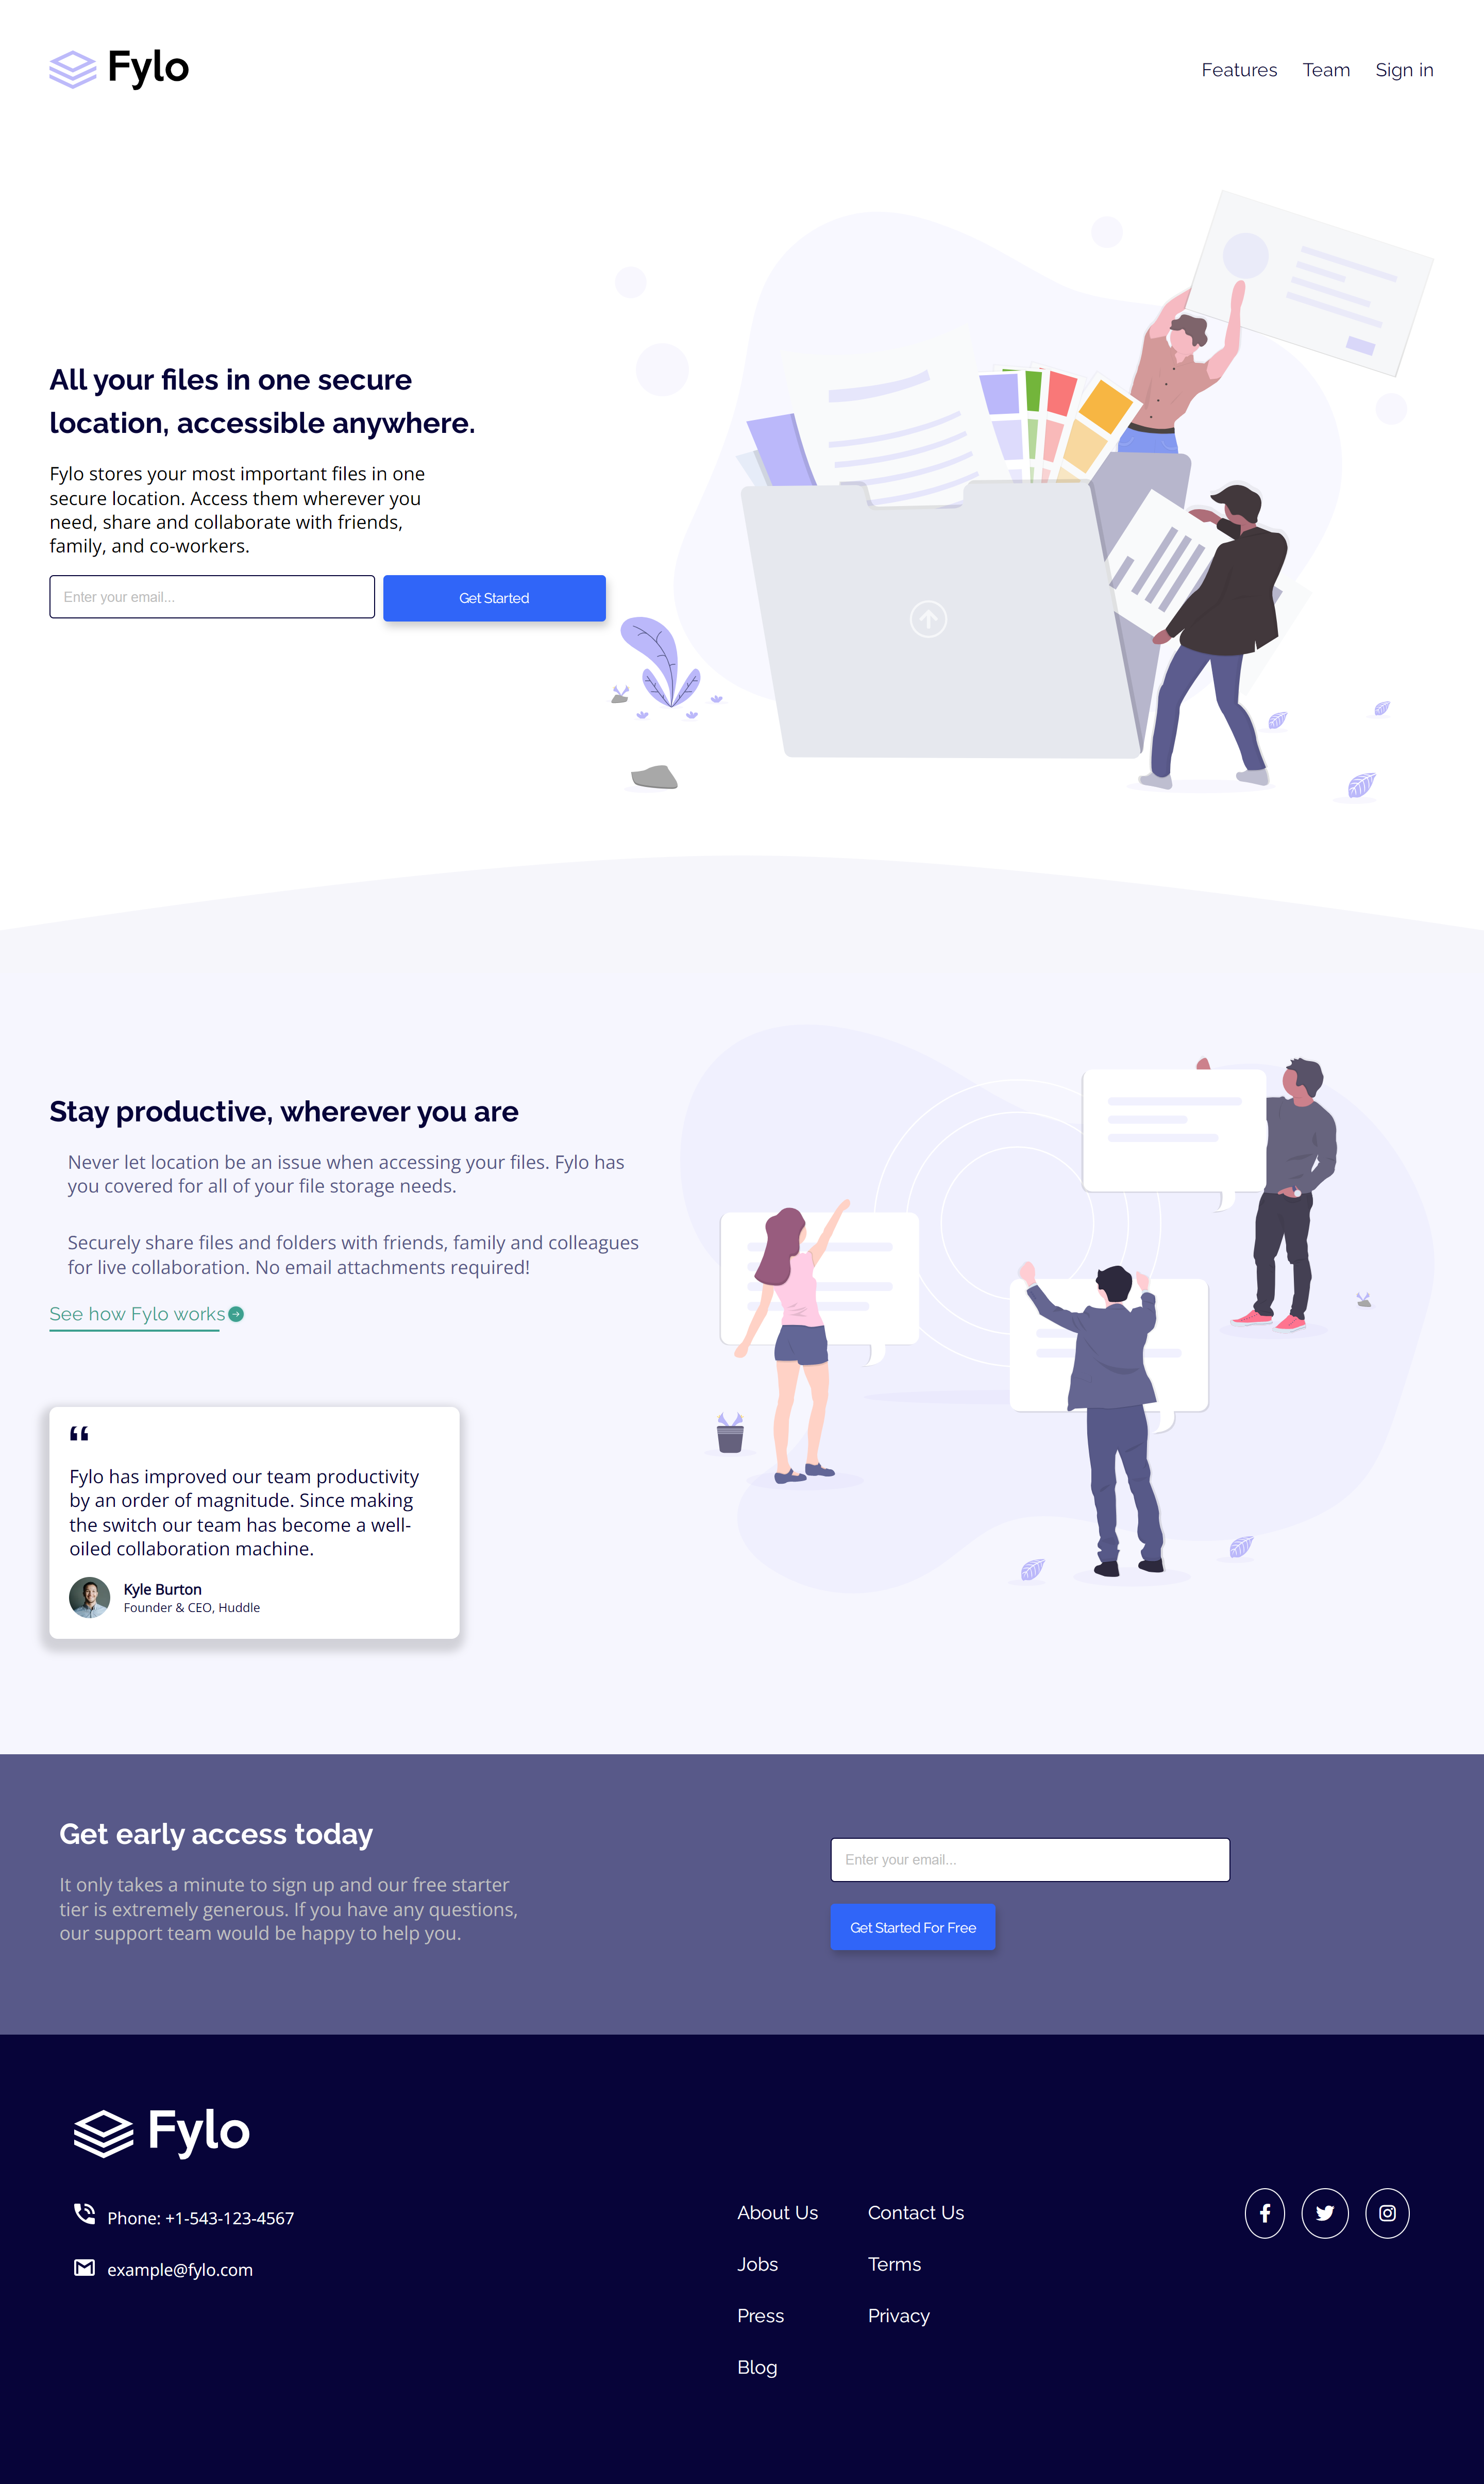 Fylo
Features Team Sign in
All your files in one secure
location, accessible anywhere.
Fylo stores your most important files in one
secure location. Access them wherever you
need, share and collaborate with friends,
family, and co-workers.
Enter your email...
Get Started
Stay productive, wherever you are
Never let location be an issue when accessing your files. Fylo has
you covered for all of your file storage needs.
Securely share files and folders with friends, family and colleagues
for live collaboration. No email attachments required!
See how Fylo works
“
Fylo has improved our team productivity
by an order of magnitude. Since making
the switch our team has become a well-
oiled collaboration machine.
Kyle Burton
Founder & CEO, Huddle
Get early access today
It only takes a minute to sign up and our free starter
tier is extremely generous. If you have any questions,
our support team would be happy to help you.
Enter your email...
Get Started For Free
Fylo
Phone: +1-543-123-4567
example@fylo.com
About Us
Jobs
Press
Blog
Contact Us
Terms
Privacy